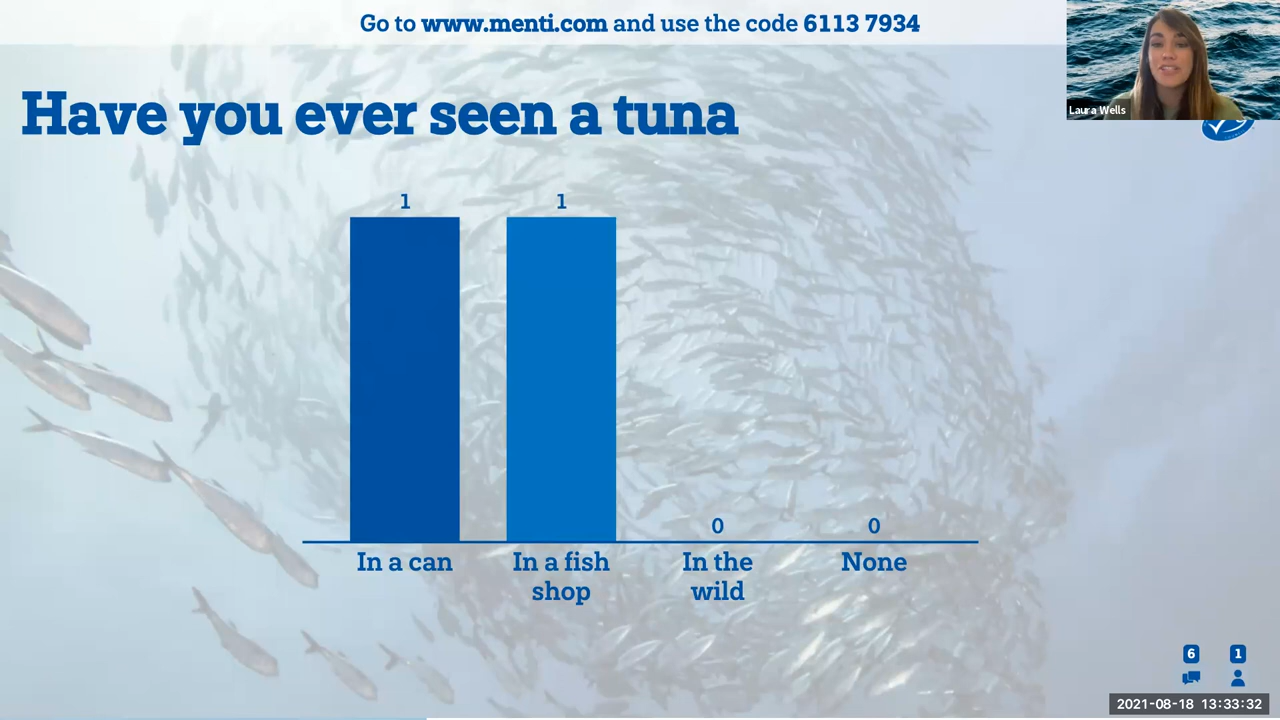 Go to www.menti.com and use the code 6113 7934
Laura Wells
Have you ever seen a tuna
1
1
0
0
In a can
In a fish
shop
In the
wild
None
6
1
2021-08-18 13:33:32